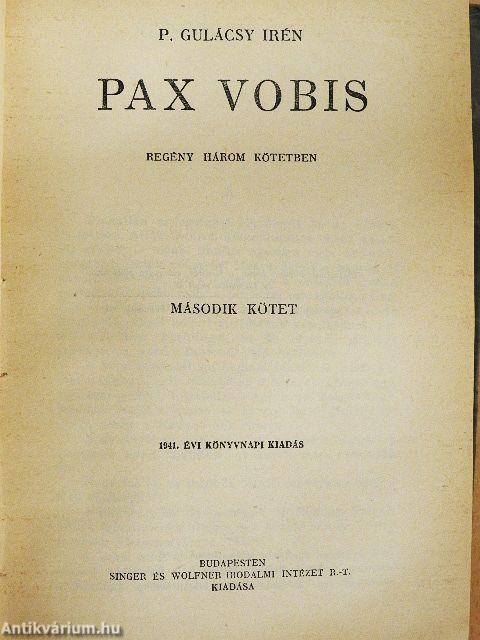 P. GULÁCSY IRÉN
PAX VOBIS
REGÉNY HÁROM KÖTETBEN
MÁSODIK KÖTET
1941. ÉVI KÖNYVNAPI KIADÁS
BUDAPESTEN
SINGER ÉS WOLFNER IRODALMI INTÉZET R.-T.
KIADÁSA
Antikvárium.hu